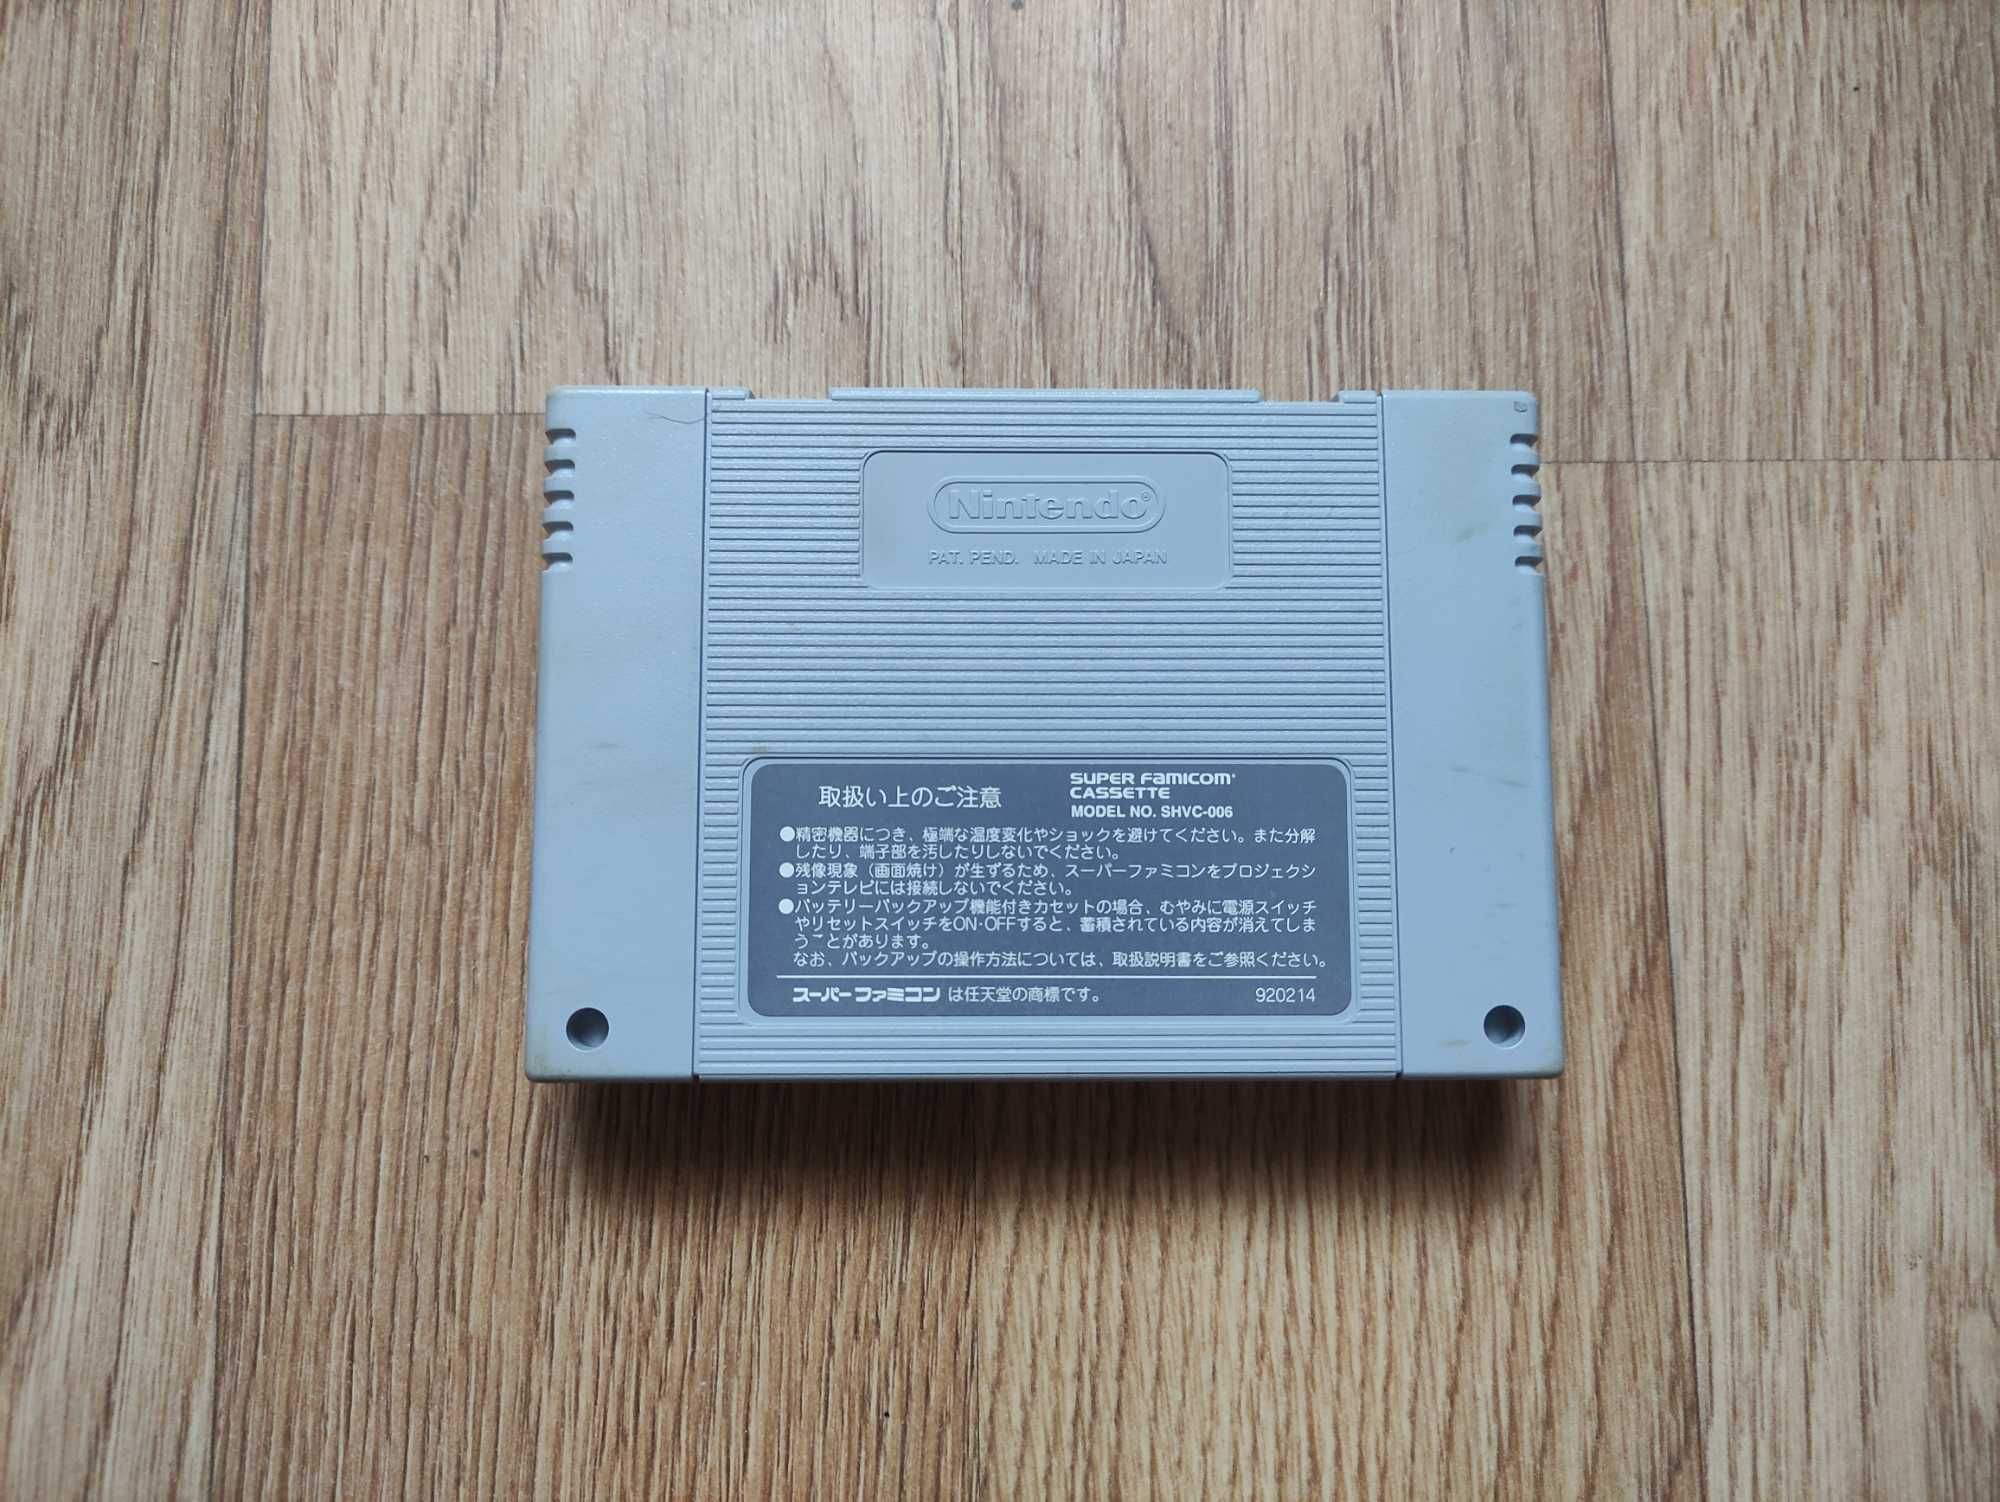 Nintendo®
PAT. PEND. MADE IN JAPAN
取扱い上のご注意
SUPER FAMICOM
CASSETTE
MODEL NO. SHVC-006
●精密機器につき、極端な温度変化やショックを避けてください。また分解
したり、端子部を汚したりしないでください。
●残像現象（画面焼け）が生ずるため、スーパーファミコンをプロジェクシ
ョンテレビには接続しないでください。
●バッテリーバックアップ機能付きカセットの場合、むやみに電源スイッチ
やリセットスイッチをON・OFFすると、蓄積されている内容が消えてしま
うことがあります。
なお、バックアップの操作方法については、取扱説明書をご参照ください。
スーパーファミコンは任天堂の商標です。 920214